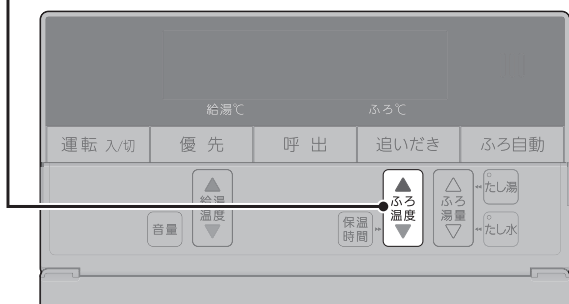 給湯℃ ふろ℃
運転 入/切 優先 呼出 追いだき ふろ自動
給湯温度
音量
ふろ温度
保温時間
ふろ湯量
たし湯
たし水